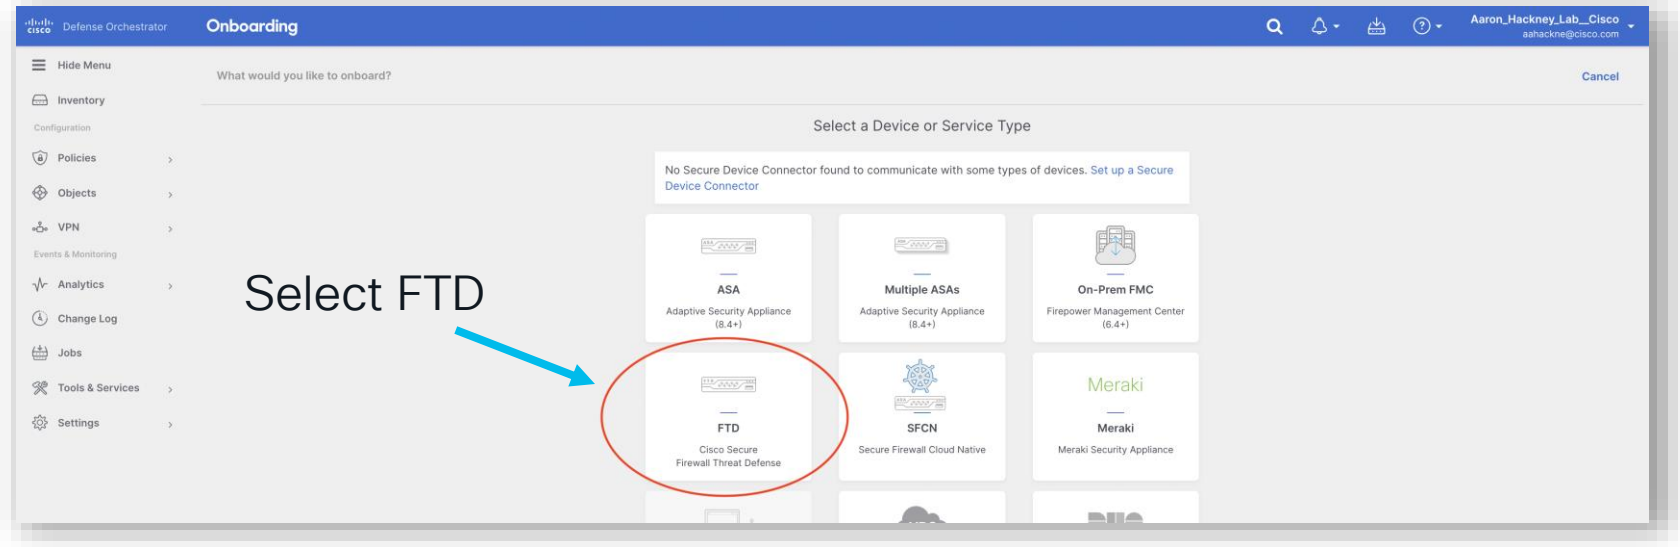 cisco Defense Orchestrator
Onboarding
Aaron_Hackney_Lab__Cisco
aahackne@cisco.com
Hide Menu
Inventory
Configuration
Policies
Objects
VPN
Events & Monitoring
Analytics
Change Log
Jobs
Tools & Services
Settings
What would you like to onboard?
Cancel
Select a Device or Service Type
No Secure Device Connector found to communicate with some types of devices. Set up a Secure
Device Connector
Select FTD
ASA
Adaptive Security Appliance
(8.4+)
Multiple ASAs
Adaptive Security Appliance
(8.4+)
On-Prem FMC
Firepower Management Center
(6.4+)
FTD
Cisco Secure
Firewall Threat Defense
SFCN
Secure Firewall Cloud Native
Meraki
Meraki
Meraki Security Appliance